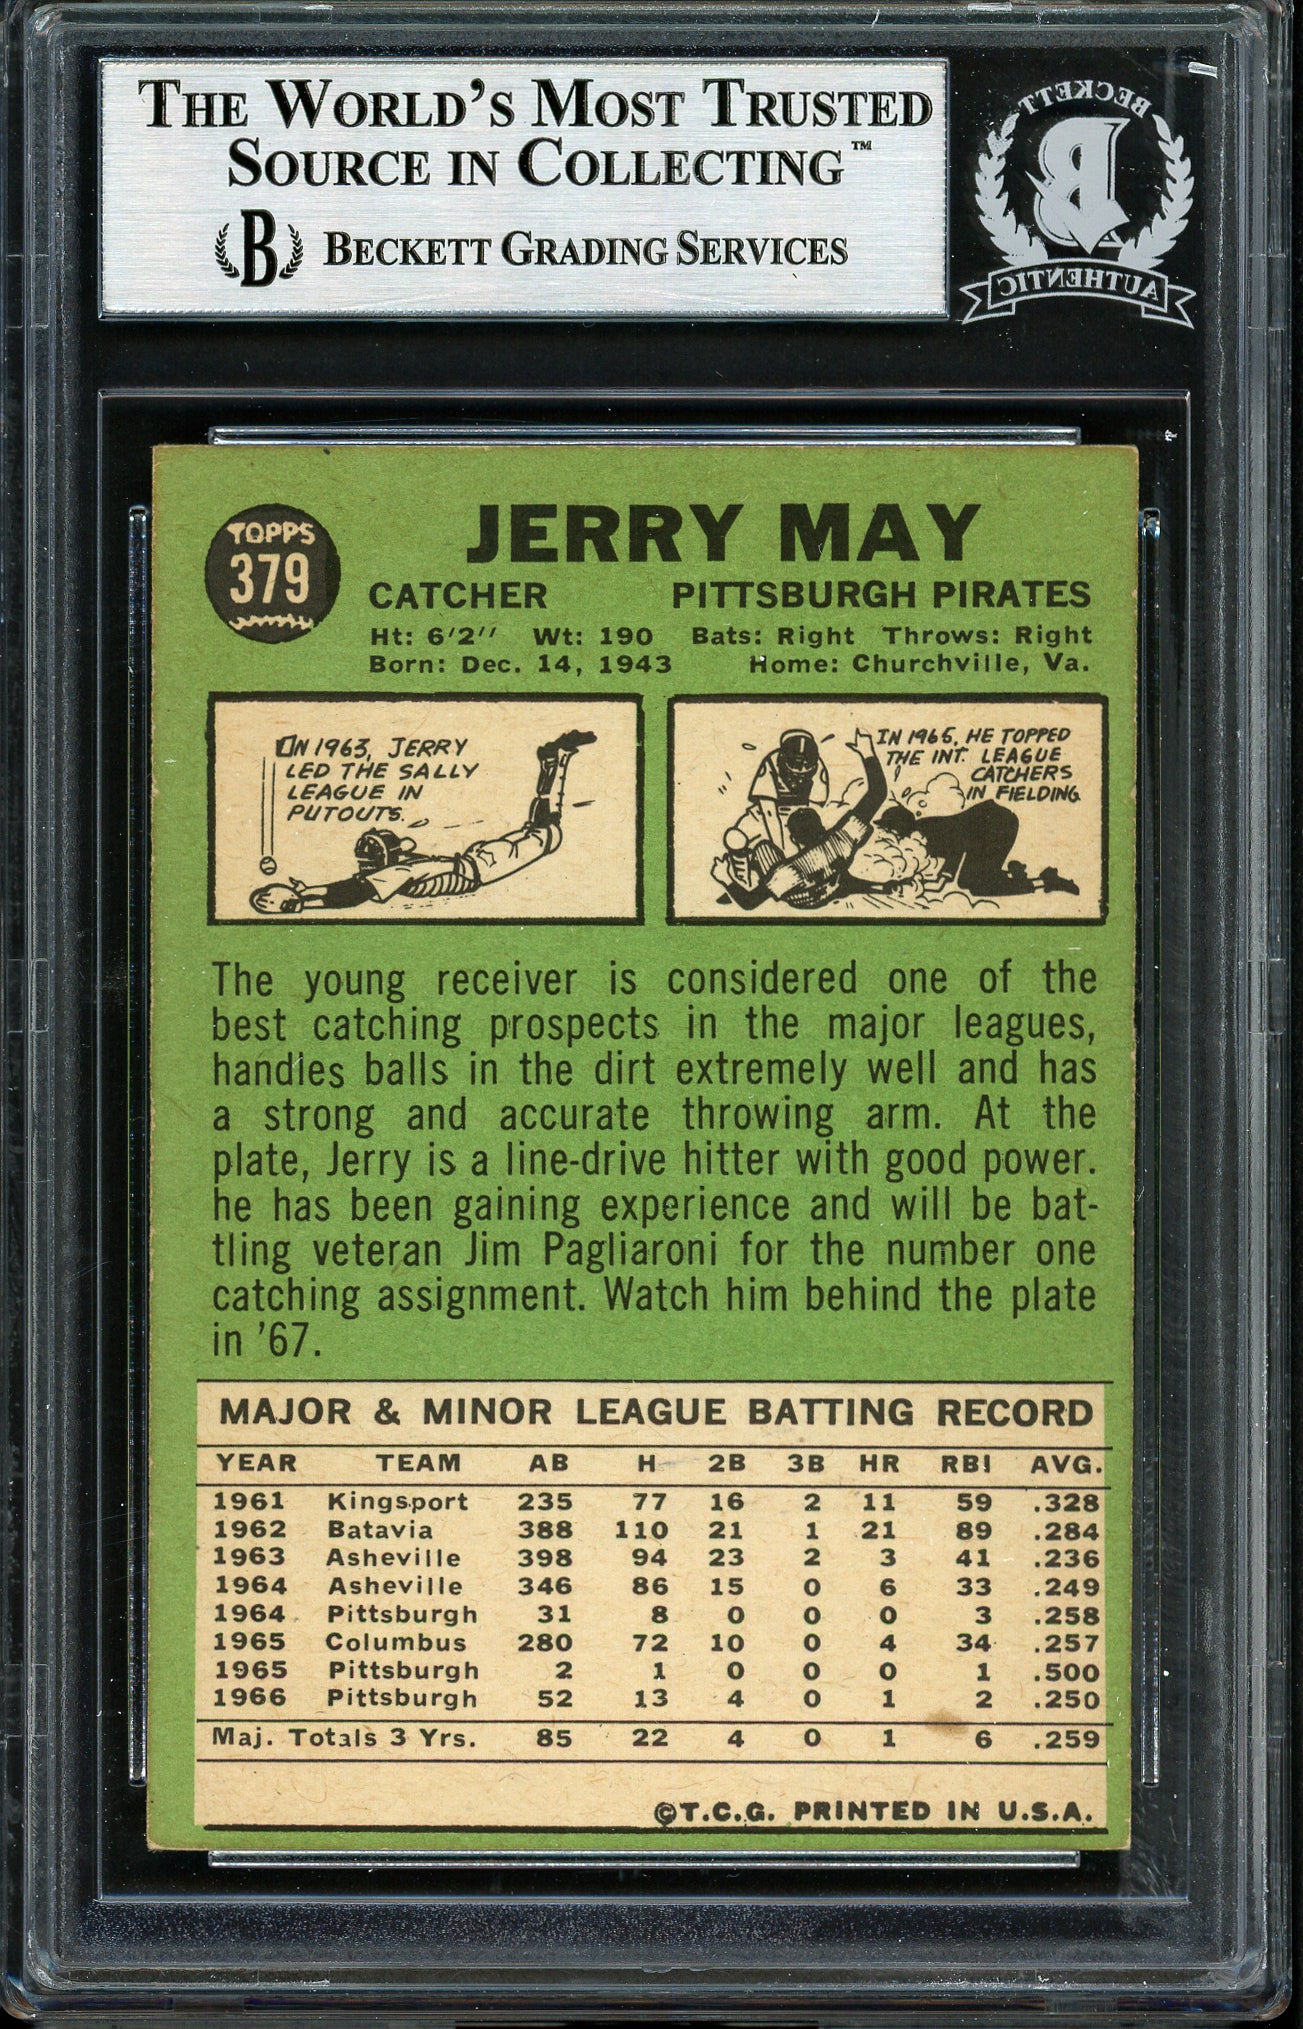 THE WORLD'S MOST TRUSTED
SOURCE IN COLLECTING™
B BECKETT GRADING SERVICES
BECKETT
B
AUTHENTIC
TOPPS
379
JERRY MAY
CATCHER PITTSBURGH PIRATES
Ht: 6'2'' Wt: 190 Bats: Right Throws: Right
Born: Dec. 14, 1943 Home: Churchville, Va.
IN 1963, JERRY
LED THE SALLY
LEAGUE IN
PUTOUTS.
IN 1965, HE TOPPED
THE INT. LEAGUE
CATCHERS
IN FIELDING.
The young receiver is considered one of the
best catching prospects in the major leagues,
handles balls in the dirt extremely well and has
a strong and accurate throwing arm. At the
plate, Jerry is a line-drive hitter with good power.
he has been gaining experience and will be bat-
tling veteran Jim Pagliaroni for the number one
catching assignment. Watch him behind the plate
in '67.
MAJOR & MINOR LEAGUE BATTING RECORD
YEAR TEAM AB H 2B 3B HR RBI AVG.
1961 Kingsport 235 77 16 2 11 59 .328
1962 Batavia 388 110 21 1 21 89 .284
1963 Asheville 398 94 23 2 3 41 .236
1964 Asheville 346 86 15 0 6 33 .249
1964 Pittsburgh 31 8 0 0 0 3 .258
1965 Columbus 280 72 10 0 4 34 .257
1965 Pittsburgh 2 1 0 0 0 1 .500
1966 Pittsburgh 52 13 4 0 1 2 .250
Maj. Totals 3 Yrs. 85 22 4 0 1 6 .259
©T.C.G. PRINTED IN U.S.A.